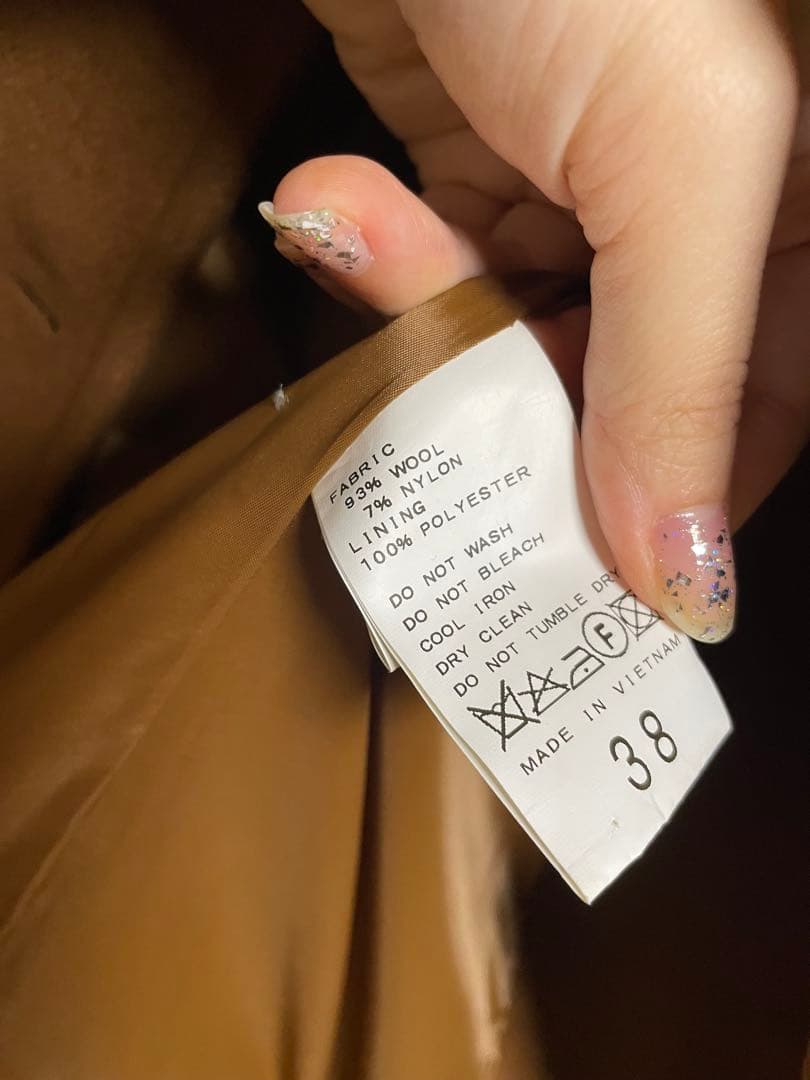 FABRIC
93% WOOL
7% NYLON
LINING
100% POLYESTER
DO NOT WASH
DO NOT BLEACH
COOL IRON
DRY CLEAN
DO NOT TUMBLE DRY
F
MADE IN VIETNAM
38